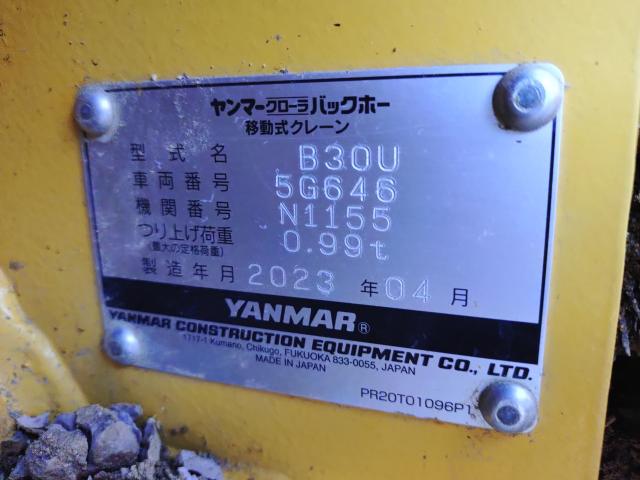 ヤンマークローラバックホー
移動式クレーン
型式名 B30U
車両番号 5G646
機関番号 N1155
つり上げ荷重 0.99t
(最大の定格荷重)
製造年月 2023 年 04 月
YANMAR®
YANMAR CONSTRUCTION EQUIPMENT CO., LTD.
1717-1 Kumano, Chikugo, FUKUOKA 833-0055, JAPAN
MADE IN JAPAN
PR20T01096P1